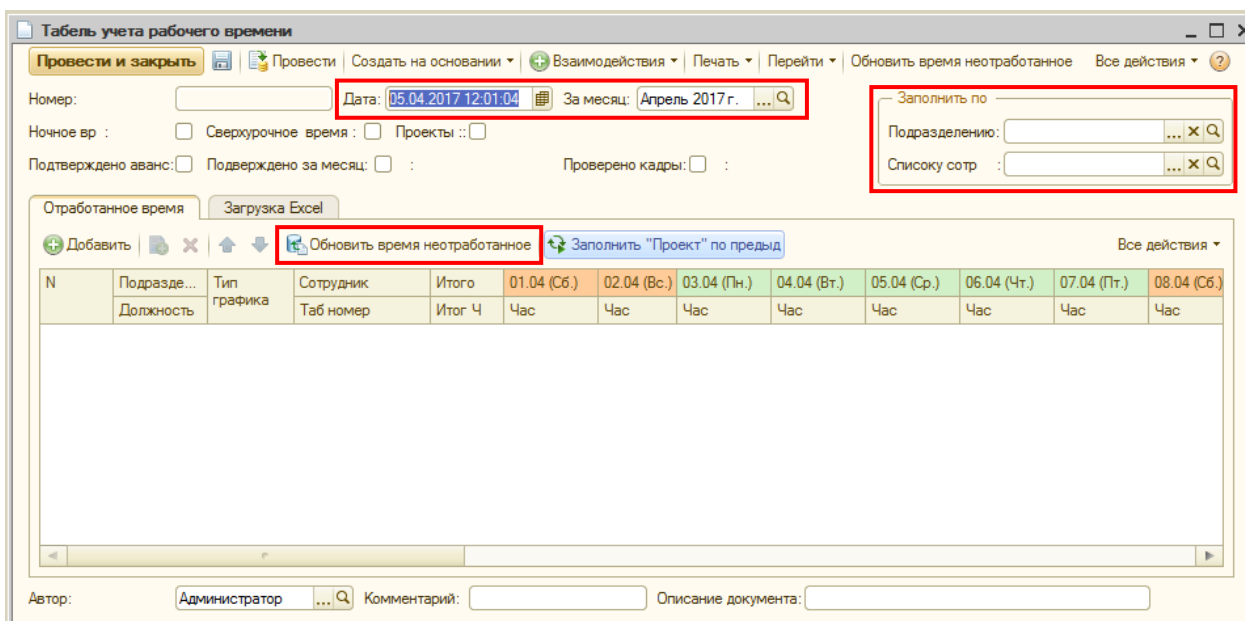 Табель учета рабочего времени
Провести и закрыть Провести Создать на основании Взаимодействия Печать Перейти Обновить время неотработанное Все действия ?
Номер: Дата: 05.04.2017 12:01:04 За месяц: Апрель 2017 г. ... Заполнить по
Ночное вр : Сверхурочное время : Проекты :: Подразделению: ... x
Подтверждено аванс: Подверждено за месяц: : Проверено кадры: : Списоку сотр : ... x
Отработанное время Загрузка Excel
Добавить Обновить время неотработанное Заполнить "Проект" по предыд Все действия
N Подразде... Тип графика Сотрудник Итого 01.04 (Сб.) 02.04 (Вс.) 03.04 (Пн.) 04.04 (Вт.) 05.04 (Ср.) 06.04 (Чт.) 07.04 (Пт.) 08.04 (Сб.)
Должность Таб номер Итог Ч Час Час Час Час Час Час Час Час
Автор: Администратор ... Комментарий: Описание документа: